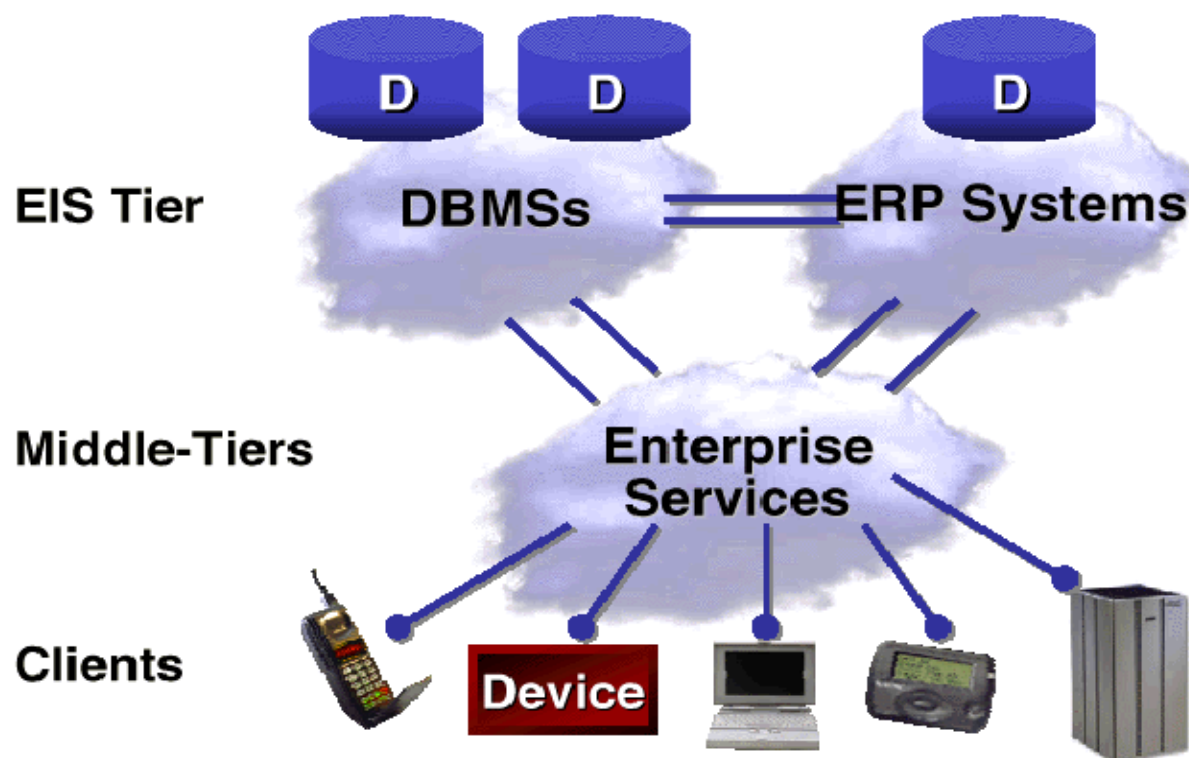 D
D
D
EIS Tier
DBMSs
ERP Systems
Middle-Tiers
Enterprise
Services
Clients
Device